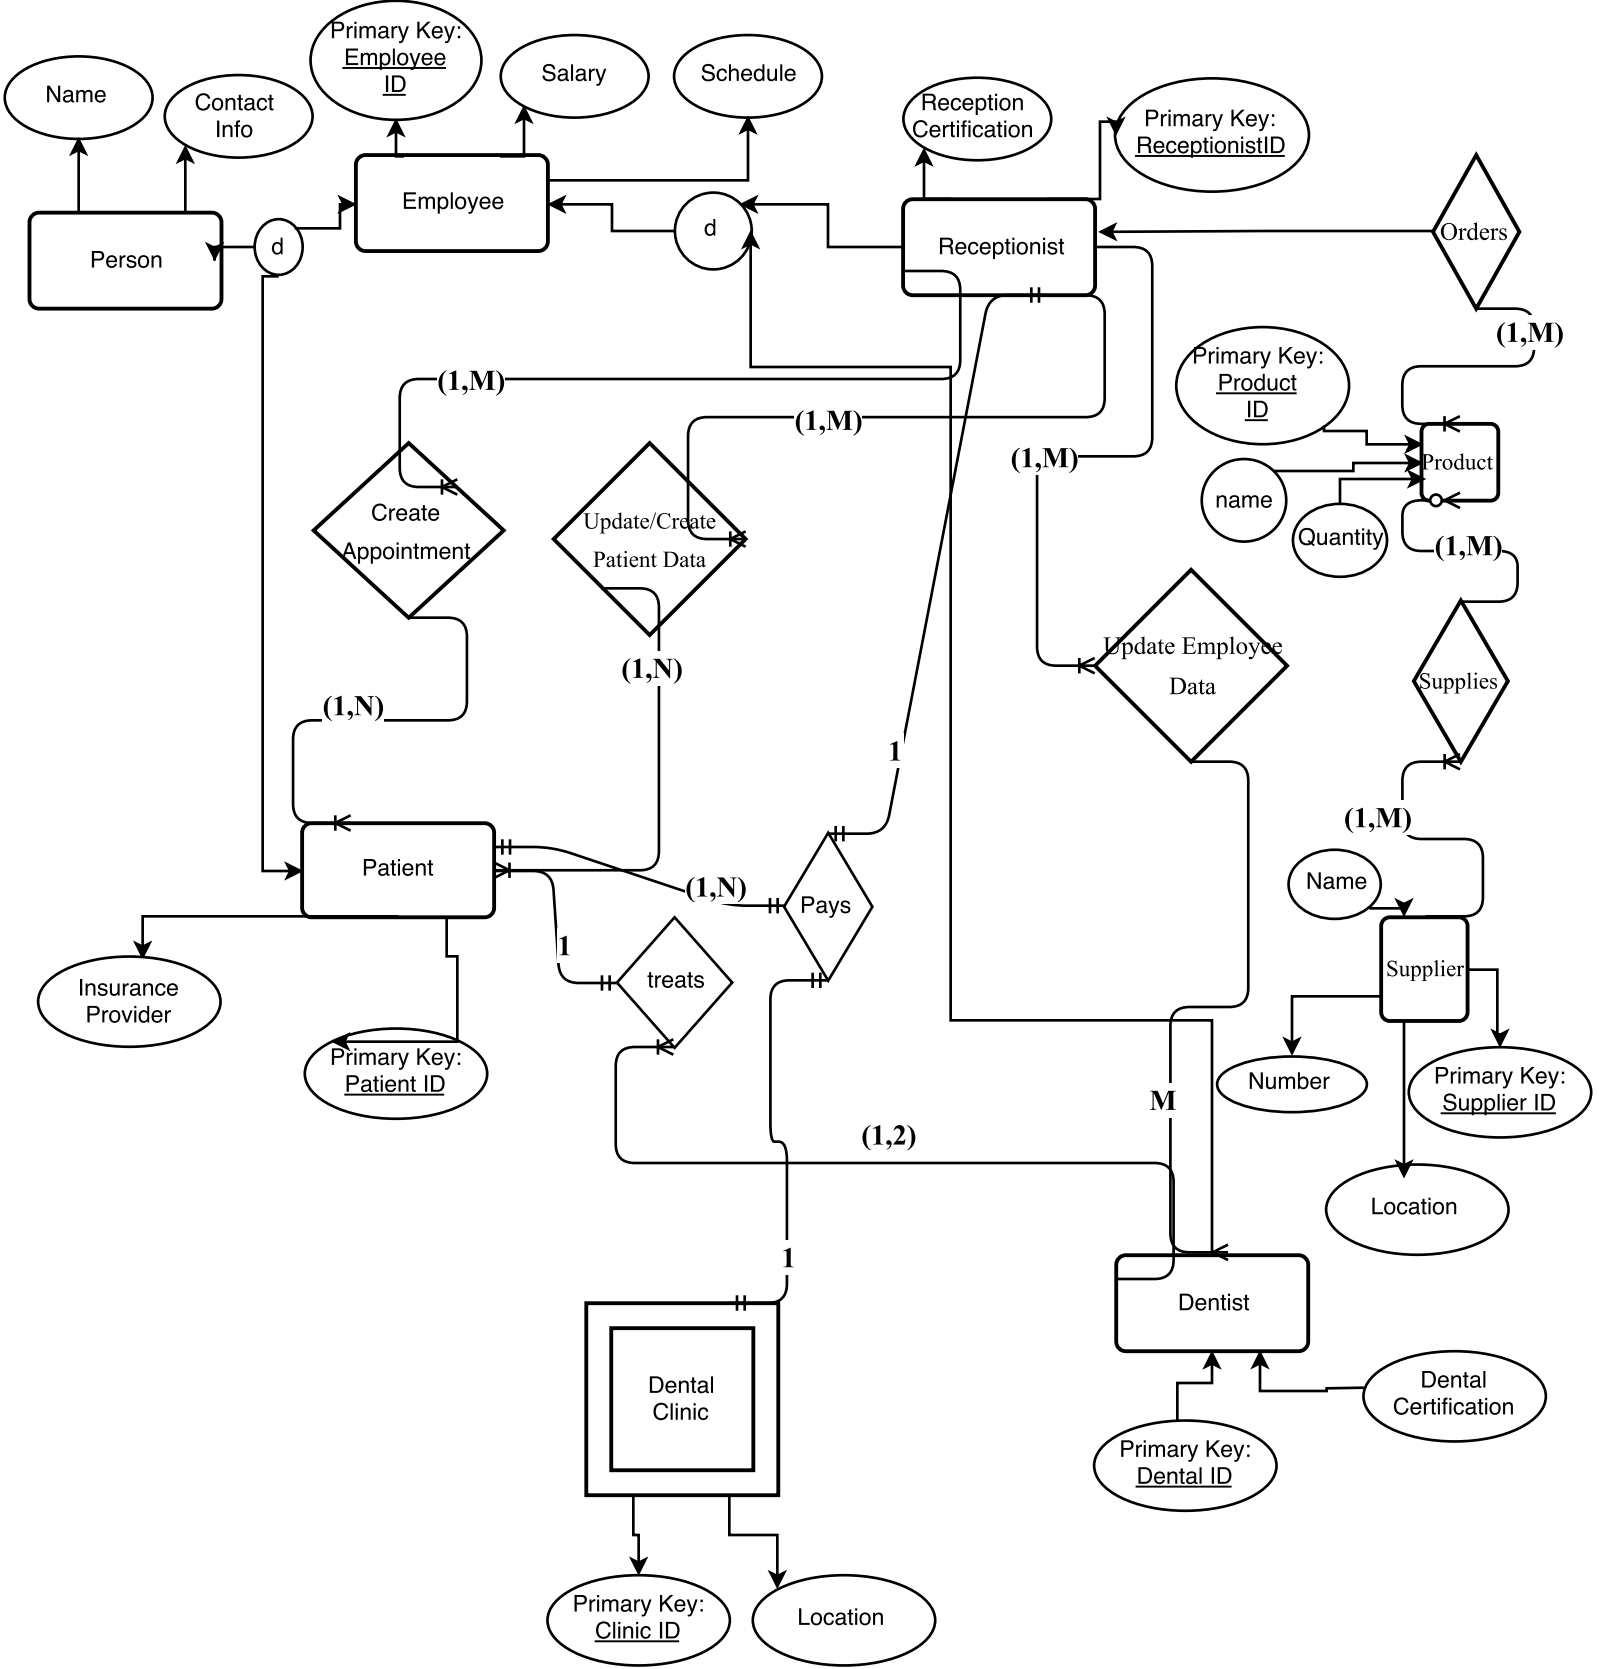 Primary Key:
Employee
ID
Salary
Schedule
Name
Contact
Info
Reception
Certification
Primary Key:
ReceptionistID
Employee
d
Receptionist
Orders
Person
d
(1,M)
Primary Key:
Product
ID
(1,M)
(1,M)
(1,M)
Product
name
Quantity
(1,M)
Create
Appointment
Update/Create
Patient Data
Update Employee
Data
Supplies
(1,N)
(1,N)
1
(1,M)
Patient
(1,N)
Pays
Name
1
treats
Supplier
Insurance
Provider
Primary Key:
Patient ID
M
Number
Primary Key:
Supplier ID
(1,2)
Location
1
Dentist
Dental
Clinic
Dental
Certification
Primary Key:
Dental ID
Primary Key:
Clinic ID
Location